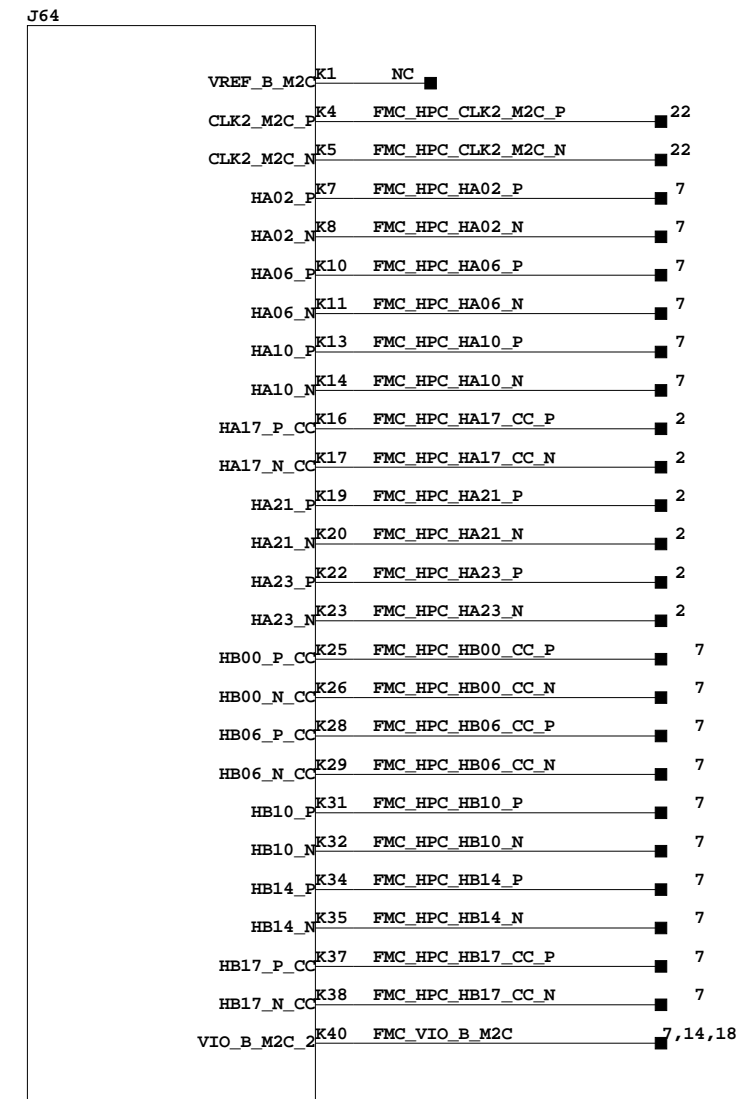 J64
VREF_B_M2C K1 NC
CLK2_M2C_P K4 FMC_HPC_CLK2_M2C_P 22
CLK2_M2C_N K5 FMC_HPC_CLK2_M2C_N 22
HA02_P K7 FMC_HPC_HA02_P 7
HA02_N K8 FMC_HPC_HA02_N 7
HA06_P K10 FMC_HPC_HA06_P 7
HA06_N K11 FMC_HPC_HA06_N 7
HA10_P K13 FMC_HPC_HA10_P 7
HA10_N K14 FMC_HPC_HA10_N 7
HA17_P_CC K16 FMC_HPC_HA17_CC_P 2
HA17_N_CC K17 FMC_HPC_HA17_CC_N 2
HA21_P K19 FMC_HPC_HA21_P 2
HA21_N K20 FMC_HPC_HA21_N 2
HA23_P K22 FMC_HPC_HA23_P 2
HA23_N K23 FMC_HPC_HA23_N 2
HB00_P_CC K25 FMC_HPC_HB00_CC_P 7
HB00_N_CC K26 FMC_HPC_HB00_CC_N 7
HB06_P_CC K28 FMC_HPC_HB06_CC_P 7
HB06_N_CC K29 FMC_HPC_HB06_CC_N 7
HB10_P K31 FMC_HPC_HB10_P 7
HB10_N K32 FMC_HPC_HB10_N 7
HB14_P K34 FMC_HPC_HB14_P 7
HB14_N K35 FMC_HPC_HB14_N 7
HB17_P_CC K37 FMC_HPC_HB17_CC_P 7
HB17_N_CC K38 FMC_HPC_HB17_CC_N 7
VIO_B_M2C_2 K40 FMC_VIO_B_M2C 7,14,18